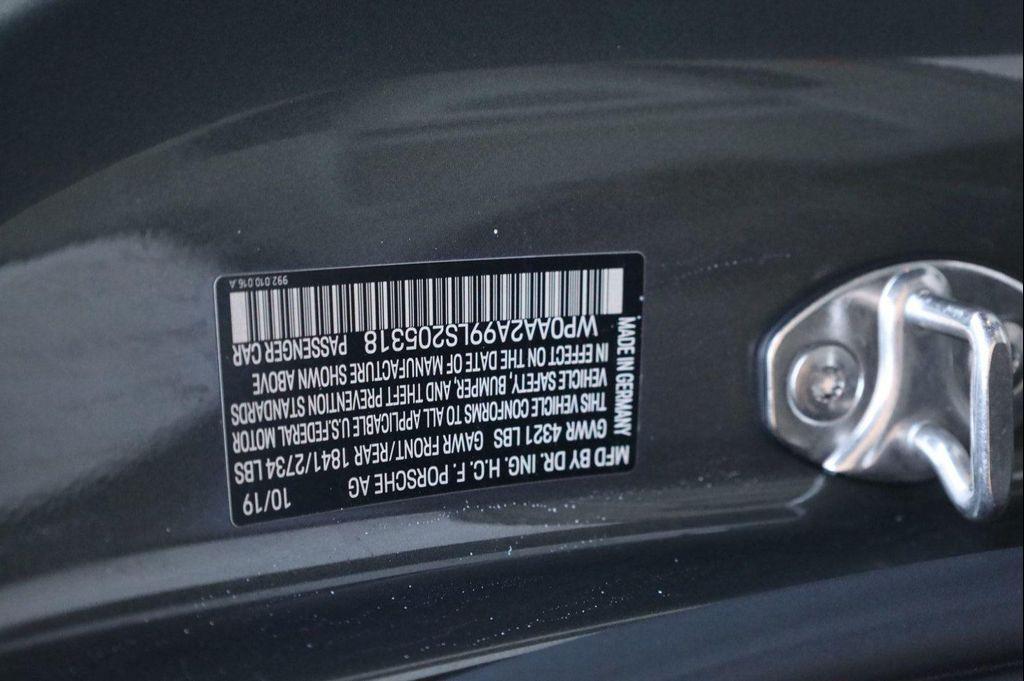 MFD BY DR. ING. H.C. F. PORSCHE AG 10/19
GVWR 4321 LBS GAWR FRONT/REAR 1841/2734 LBS
THIS VEHICLE CONFORMS TO ALL APPLICABLE U.S.FEDERAL MOTOR
VEHICLE SAFETY, BUMPER, AND THEFT PREVENTION STANDARDS
IN EFFECT ON THE DATE OF MANUFACTURE SHOWN ABOVE
WP0AA2A99LS205318 PASSENGER CAR
992.010.016.A
MADE IN GERMANY